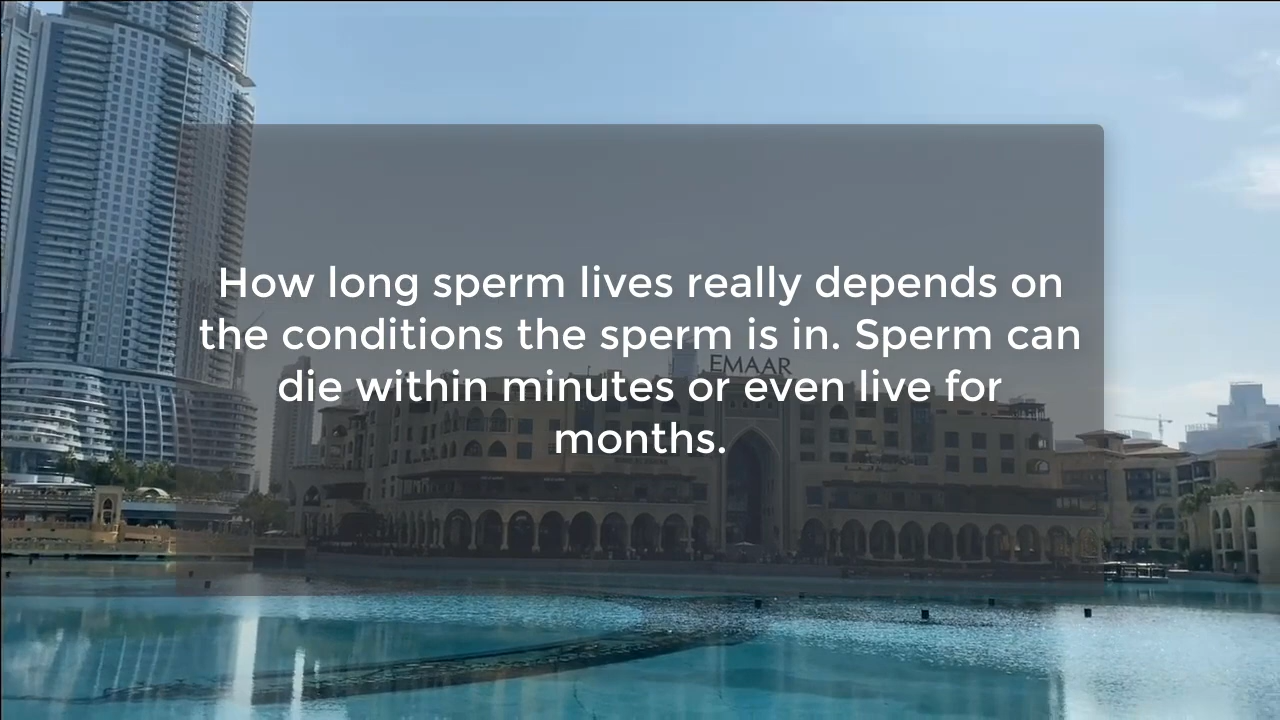 How long sperm lives really depends on
the conditions the sperm is in. Sperm can
EMAAR
die within minutes or even live for
months.